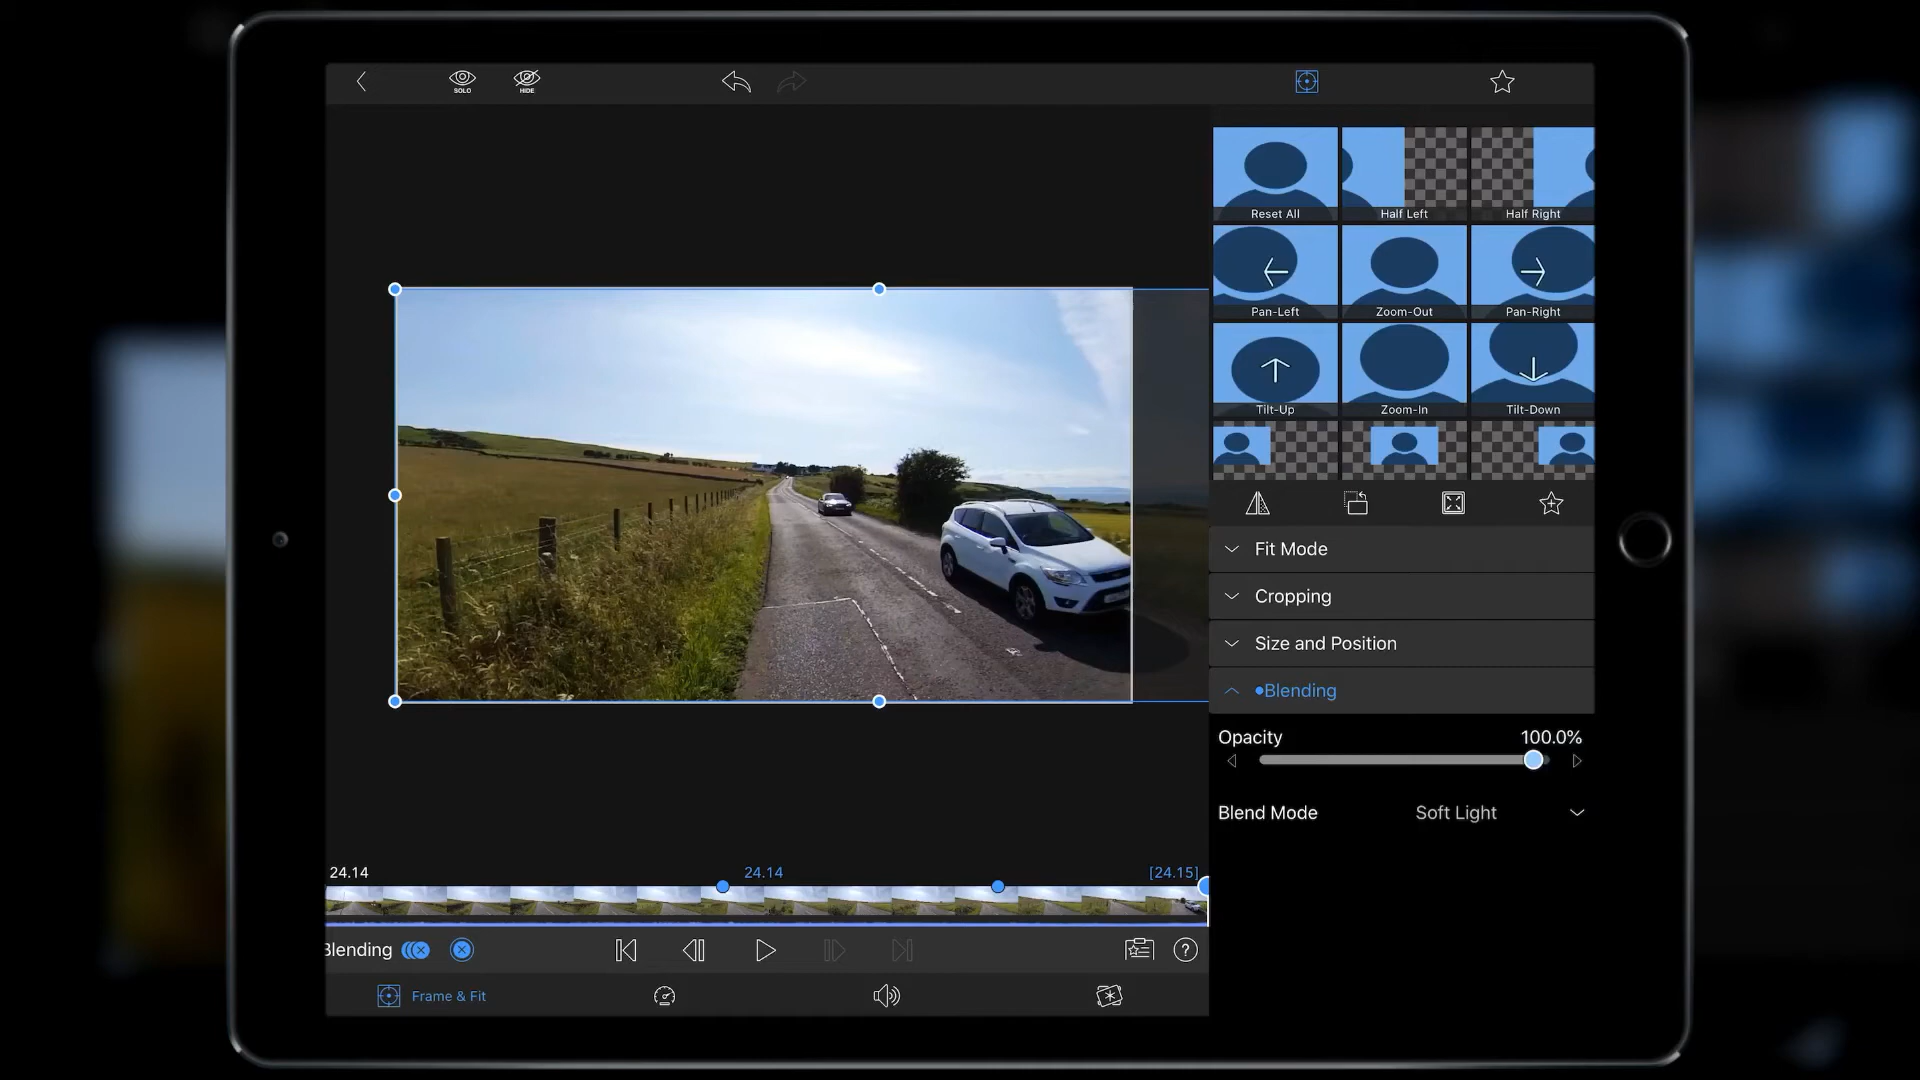 SOLO
HIDE
Reset All
Half Left
Half Right
Pan-Left
Zoom-Out
Pan-Right
Tilt-Up
Zoom-In
Tilt-Down
Fit Mode
Cropping
Size and Position
Blending
Opacity 100.0%
Blend Mode Soft Light
24.14 24.14 [24.15]
Blending
?
Frame & Fit